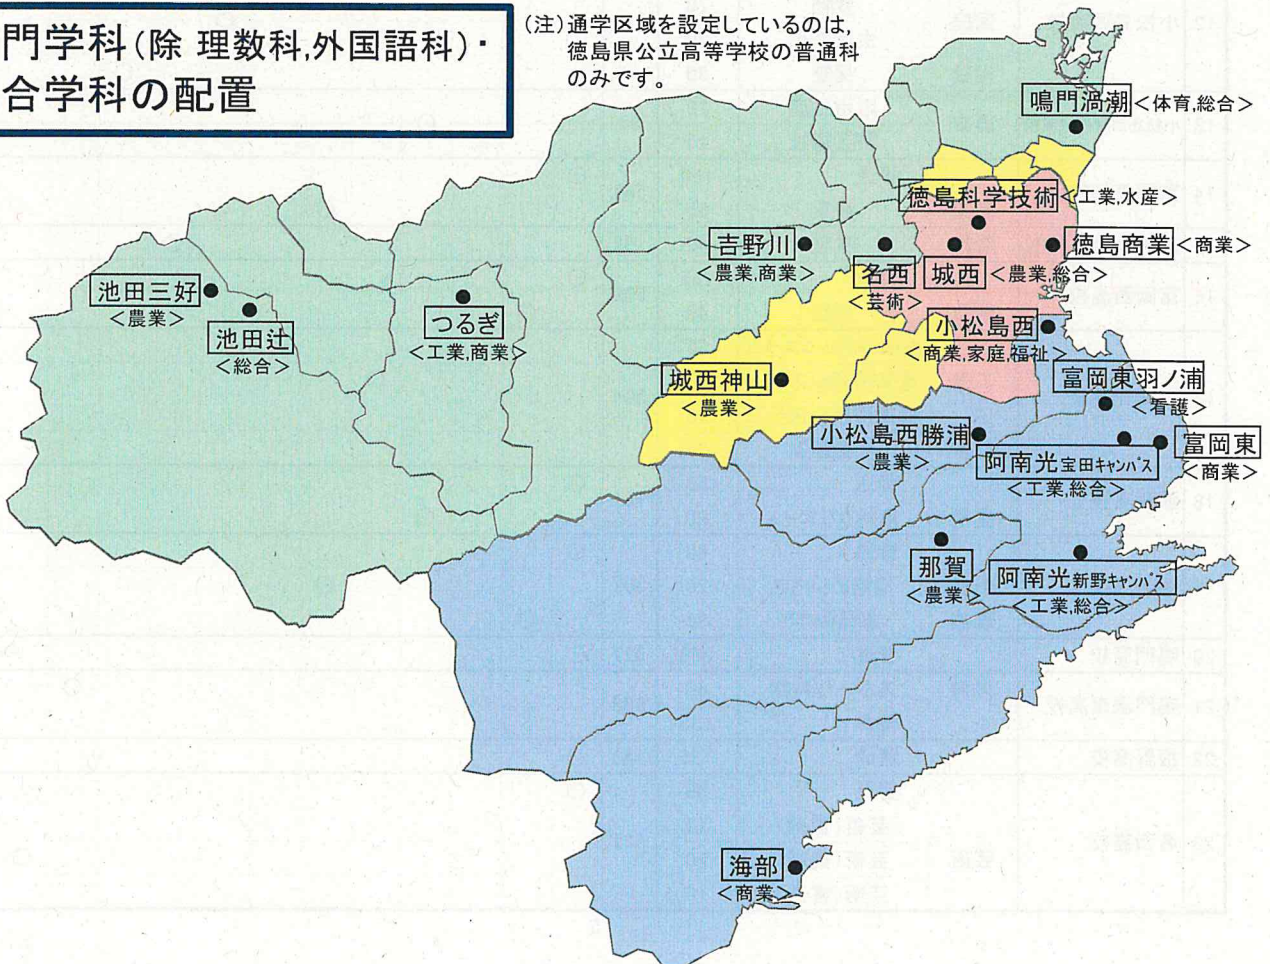 門学科(除 理数科,外国語科)・
合学科の配置
(注)通学区域を設定しているのは,
徳島県公立高等学校の普通科
のみです。
鳴門渦潮
<体育,総合>
徳島科学技術
<工業,水産>
吉野川
<農業,商業>
名西
<芸術>
城西
<農業,総合>
徳島商業
<商業>
池田三好
<農業>
池田辻
<総合>
つるぎ
<工業,商業>
小松島西
<商業,家庭,福祉>
城西神山
<農業>
富岡東羽ノ浦
<看護>
小松島西勝浦
<農業>
阿南光宝田キャンパス
<工業,総合>
富岡東
<商業>
那賀
<農業>
阿南光新野キャンパス
<工業,総合>
海部
<商業>